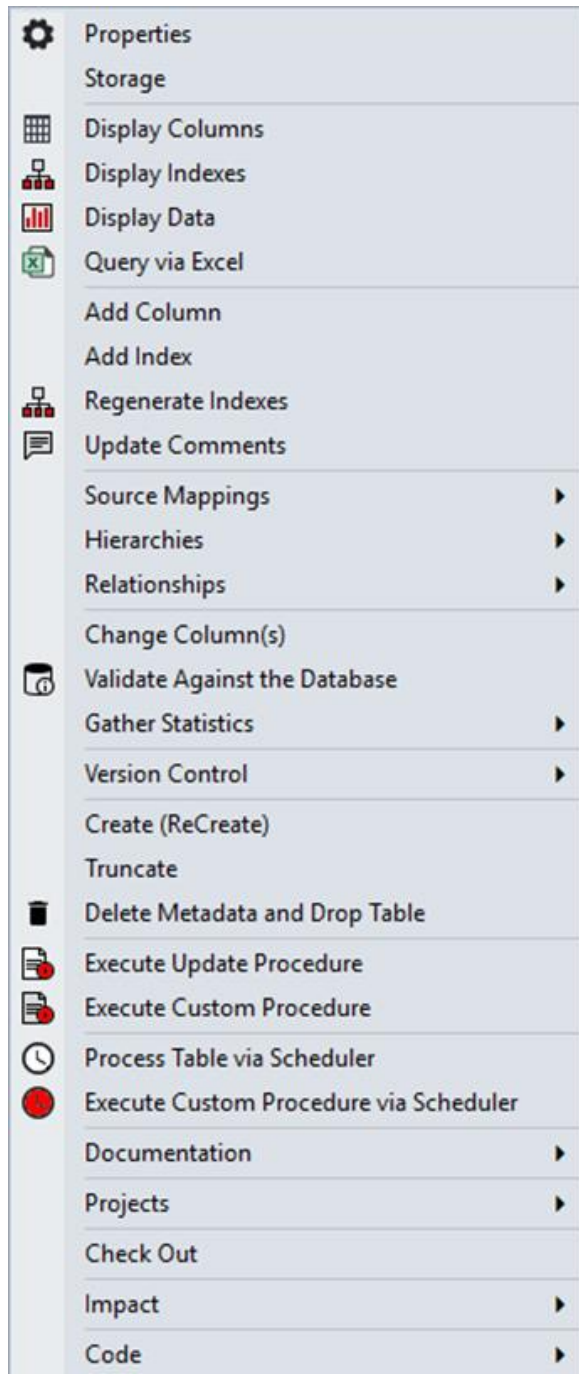 Properties
Storage
Display Columns
Display Indexes
Display Data
Query via Excel
Add Column
Add Index
Regenerate Indexes
Update Comments
Source Mappings
Hierarchies
Relationships
Change Column(s)
Validate Against the Database
Gather Statistics
Version Control
Create (ReCreate)
Truncate
Delete Metadata and Drop Table
Execute Update Procedure
Execute Custom Procedure
Process Table via Scheduler
Execute Custom Procedure via Scheduler
Documentation
Projects
Check Out
Impact
Code